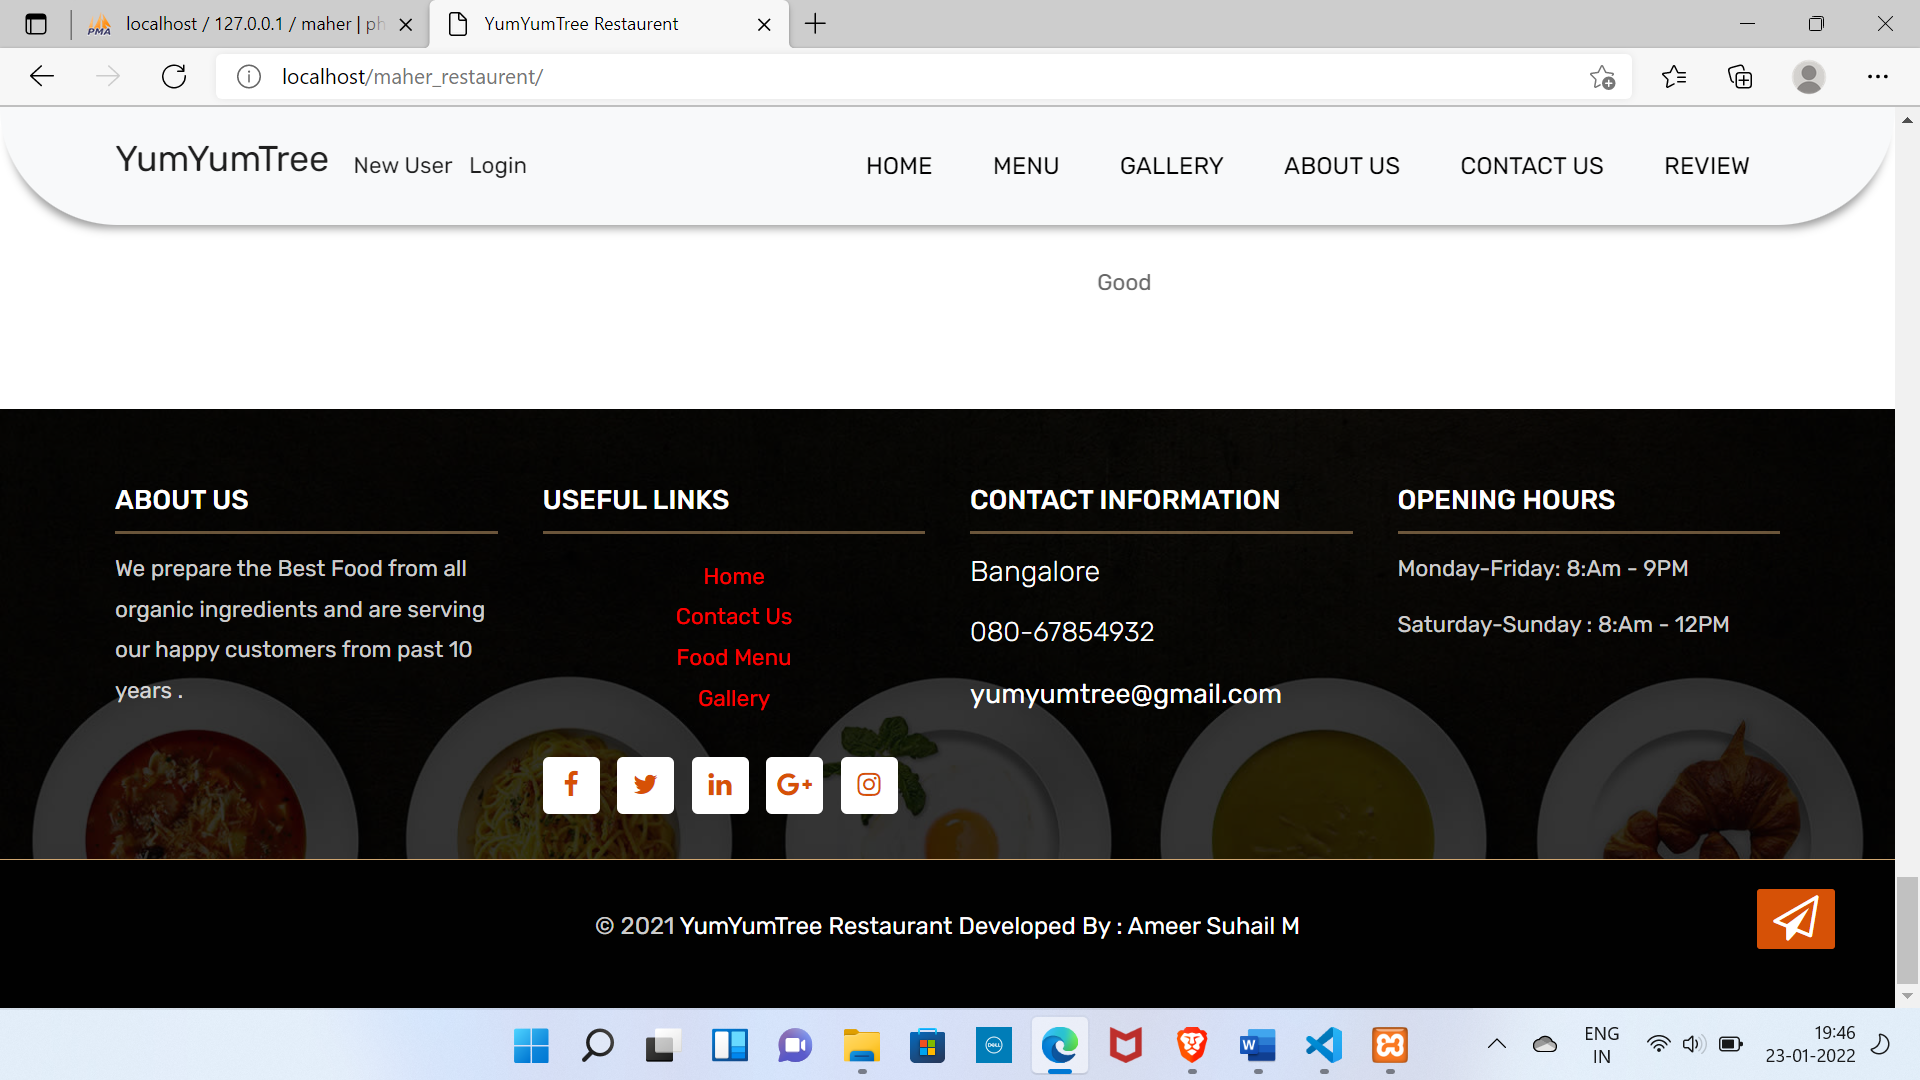 localhost / 127.0.0.1 / maher | ph
YumYumTree Restaurent
localhost/maher_restaurent/
YumYumTree New User Login HOME MENU GALLERY ABOUT US CONTACT US REVIEW
Good
ABOUT US
We prepare the Best Food from all
organic ingredients and are serving
our happy customers from past 10
years .
USEFUL LINKS
Home
Contact Us
Food Menu
Gallery
CONTACT INFORMATION
Bangalore
080-67854932
yumyumtree@gmail.com
OPENING HOURS
Monday-Friday: 8:Am - 9PM
Saturday-Sunday : 8:Am - 12PM
© 2021 YumYumTree Restaurant Developed By : Ameer Suhail M
ENG
IN
19:46
23-01-2022